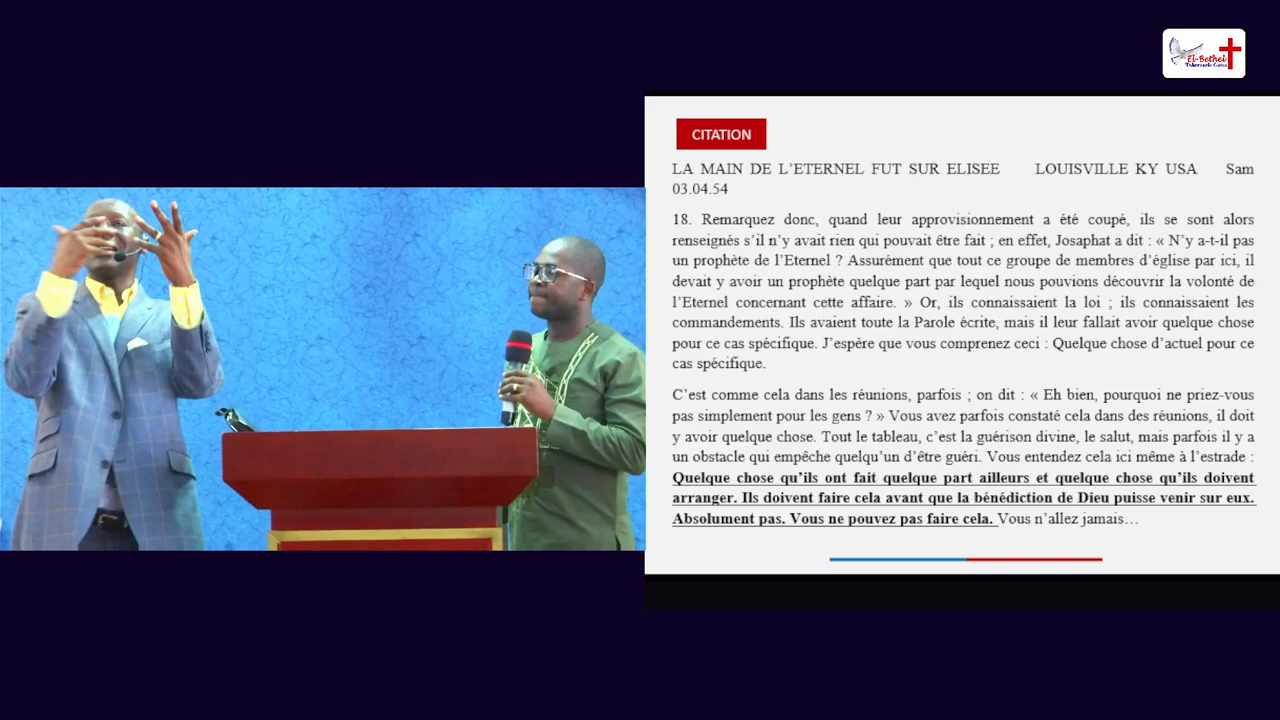 El-Bethel
CITATION
LA MAIN DE L’ETERNEL FUT SUR ELISEE LOUISVILLE KY USA Sam
03.04.54
18. Remarquez donc, quand leur approvisionnement a été coupé, ils se sont alors
renseignés s’il n’y avait rien qui pouvait être fait ; en effet, Josaphat a dit : « N’y a-t-il pas
un prophète de l’Eternel ? Assurément que tout ce groupe de membres d’église par ici, il
devait y avoir un prophète quelque part par lequel nous pouvions découvrir la volonté de
l’Eternel concernant cette affaire. » Or, ils connaissaient la loi ; ils connaissaient les
commandements. Ils avaient toute la Parole écrite, mais il leur fallait avoir quelque chose
pour ce cas spécifique. J’espère que vous comprenez ceci : Quelque chose d’actuel pour ce
cas spécifique.
C’est comme cela dans les réunions, parfois ; on dit : « Eh bien, pourquoi ne priez-vous
pas simplement pour les gens ? » Vous avez parfois constaté cela dans des réunions, il doit
y avoir quelque chose. Tout le tableau, c’est la guérison divine, le salut, mais parfois il y a
un obstacle qui empêche quelqu’un d’être guéri. Vous entendez cela ici même à l’estrade :
Quelque chose qu’ils ont fait quelque part ailleurs et quelque chose qu’ils doivent
arranger. Ils doivent faire cela avant que la bénédiction de Dieu puisse venir sur eux.
Absolument pas. Vous ne pouvez pas faire cela. Vous n’allez jamais…